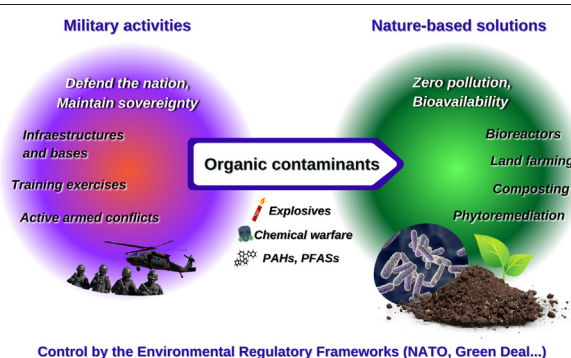 Military activities
Nature-based solutions
Defend the nation,
Maintain sovereignty
Infraestructures
and bases
Training exercises
Active armed conflicts
Organic contaminants
Explosives
Chemical warfare
PAHs, PFASs
Zero pollution,
Bioavailability
Bioreactors
Land farming
Composting
Phytoremediation
Control by the Environmental Regulatory Frameworks (NATO, Green Deal...)